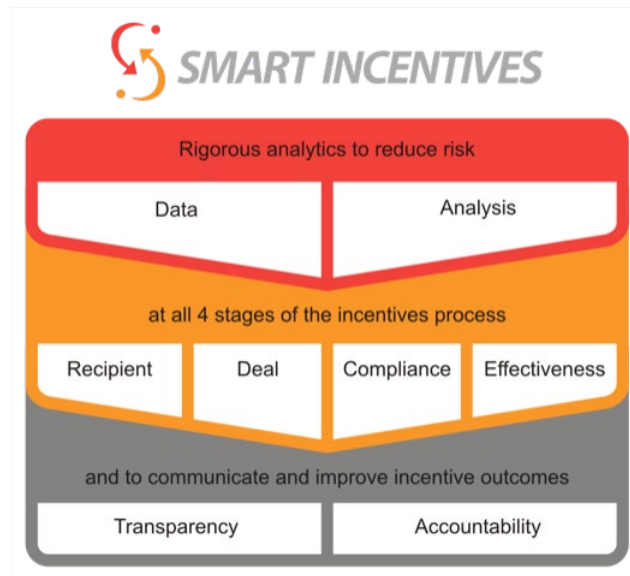 SMART INCENTIVES
Rigorous analytics to reduce risk
Data
Analysis
at all 4 stages of the incentives process
Recipient
Deal
Compliance
Effectiveness
and to communicate and improve incentive outcomes
Transparency
Accountability